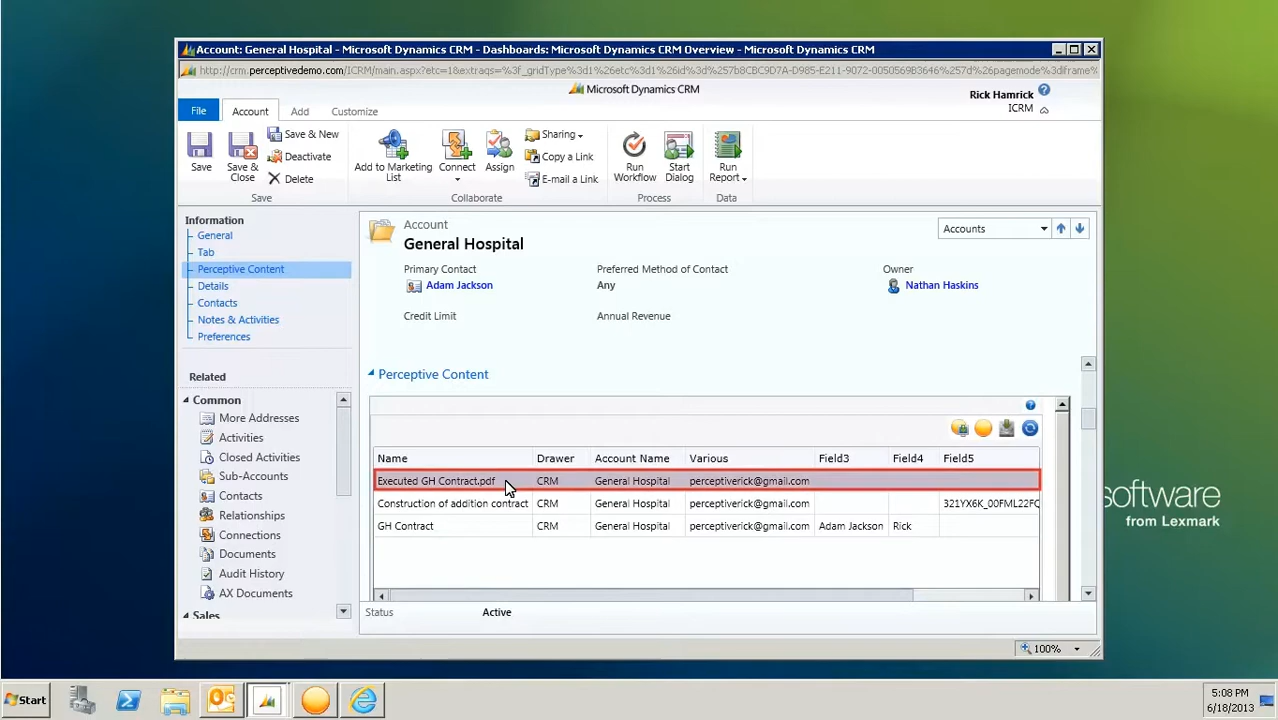 Account: General Hospital - Microsoft Dynamics CRM - Dashboards: Microsoft Dynamics CRM Overview - Microsoft Dynamics CRM
Microsoft Dynamics CRM
Rick Hamrick
ICRM
File Account Add Customize
Save
Save & Close
Save & New
Deactivate
Delete
Add to Marketing List
Connect
Assign
Sharing
Copy a Link
E-mail a Link
Run Workflow
Start Dialog
Run Report
Save Collaborate Process Data
Information
General
Tab
Perceptive Content
Details
Contacts
Notes & Activities
Preferences
Related
Common
More Addresses
Activities
Closed Activities
Sub-Accounts
Contacts
Relationships
Connections
Documents
Audit History
AX Documents
Sales
Account
General Hospital
Accounts
Primary Contact Preferred Method of Contact Owner
Adam Jackson Any Nathan Haskins
Credit Limit Annual Revenue
Perceptive Content
Name Drawer Account Name Various Field3 Field4 Field5
Executed GH Contract.pdf CRM General Hospital perceptiverick@gmail.com
Construction of addition contract CRM General Hospital perceptiverick@gmail.com
GH Contract CRM General Hospital perceptiverick@gmail.com Adam Jackson Rick
Status Active
100%
software
from Lexmark
Start
5:08 PM
6/18/2013